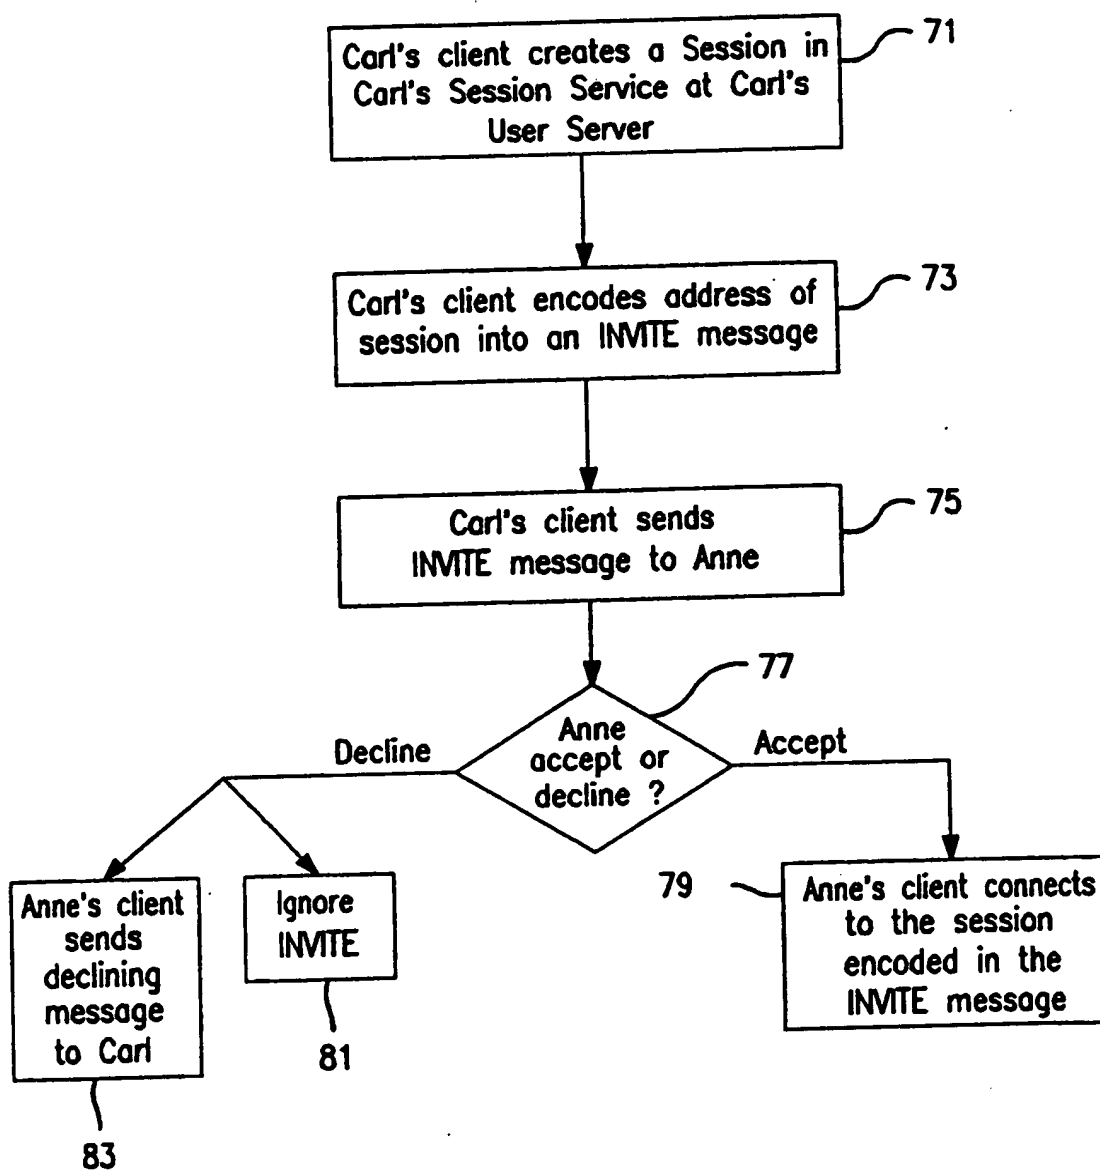 71
Carl's client creates a Session in
Carl's Session Service at Carl's
User Server
73
Carl's client encodes address of
session into an INVITE message
75
Carl's client sends
INVITE message to Anne
77
Anne
accept or
decline ?
Decline
Accept
Anne's client
sends
declining
message
to Carl
83
Ignore
INVITE
81
79
Anne's client connects
to the session
encoded in the
INVITE message